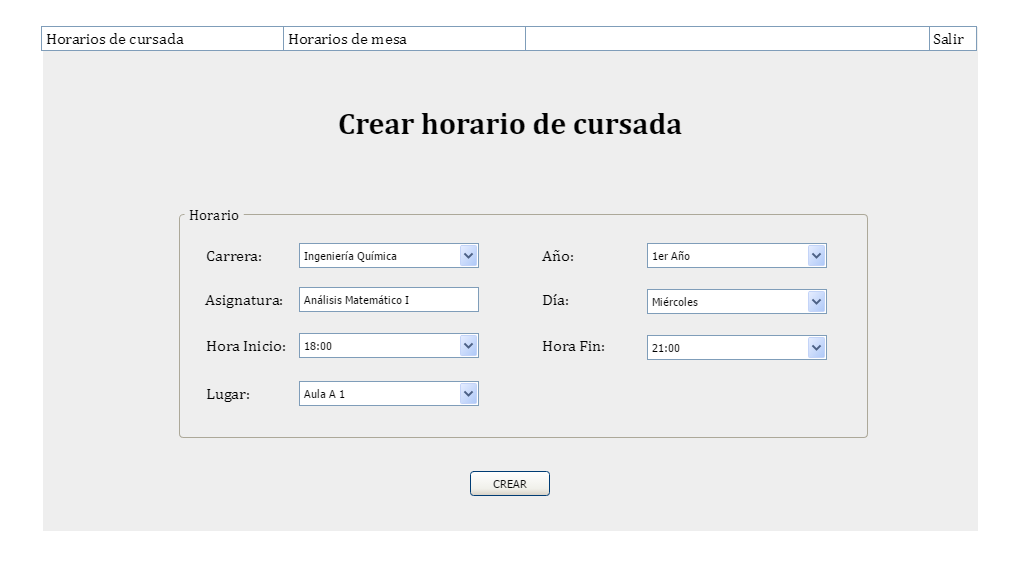 Horarios de cursada Horarios de mesa Salir
Crear horario de cursada
Horario
Carrera: Ingeniería Química Año: 1er Año
Asignatura: Análisis Matemático I Día: Miércoles
Hora Inicio: 18:00 Hora Fin: 21:00
Lugar: Aula A 1
CREAR